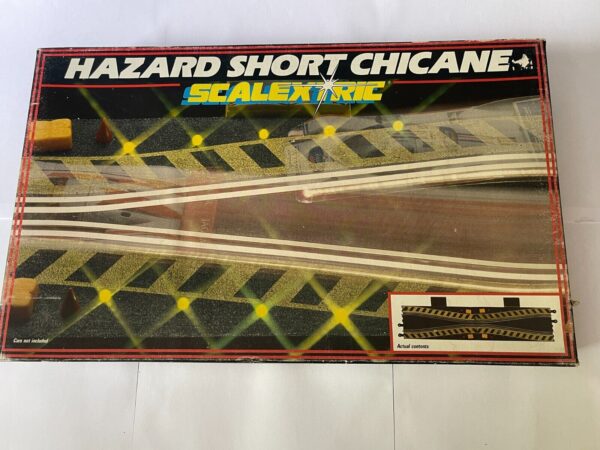 HAZARD SHORT CHICANE
SCALEXTRIC
Cars not included
Actual contents